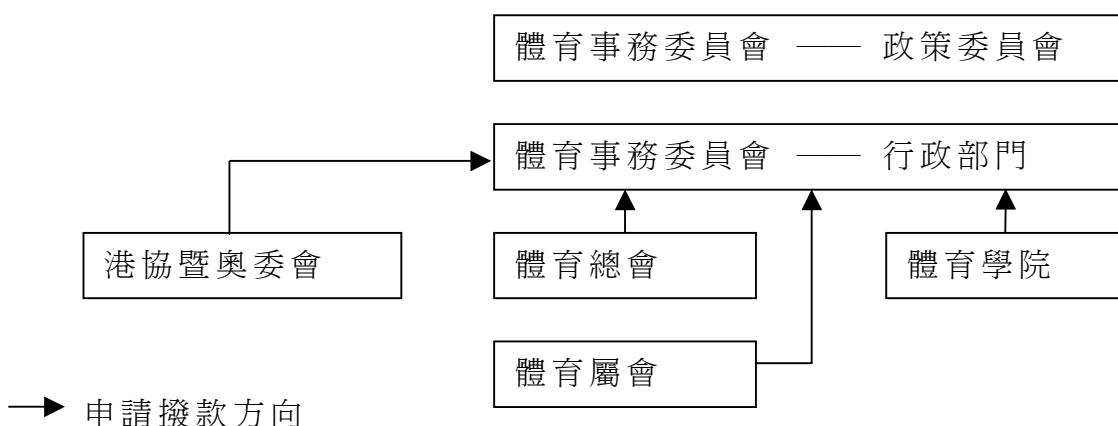 體育事務委員會 —— 政策委員會
體育事務委員會 —— 行政部門
港協暨奧委會
體育總會
體育學院
體育屬會
申請撥款方向